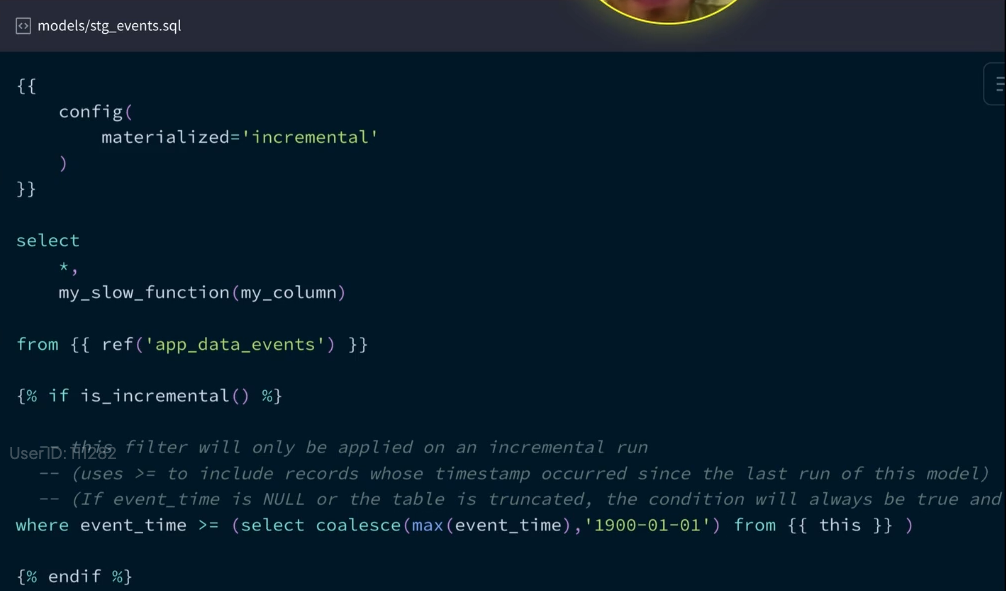 models/stg_events.sql
{{
    config(
        materialized='incremental'
    )
}}
select
    *,
    my_slow_function(my_column)
from {{ ref('app_data_events') }}
{% if is_incremental() %}
  -- this filter will only be applied on an incremental run
UserID:
  -- (uses >= to include records whose timestamp occurred since the last run of this model)
  -- (If event_time is NULL or the table is truncated, the condition will always be true and
where event_time >= (select coalesce(max(event_time),'1900-01-01') from {{ this }} )
{% endif %}